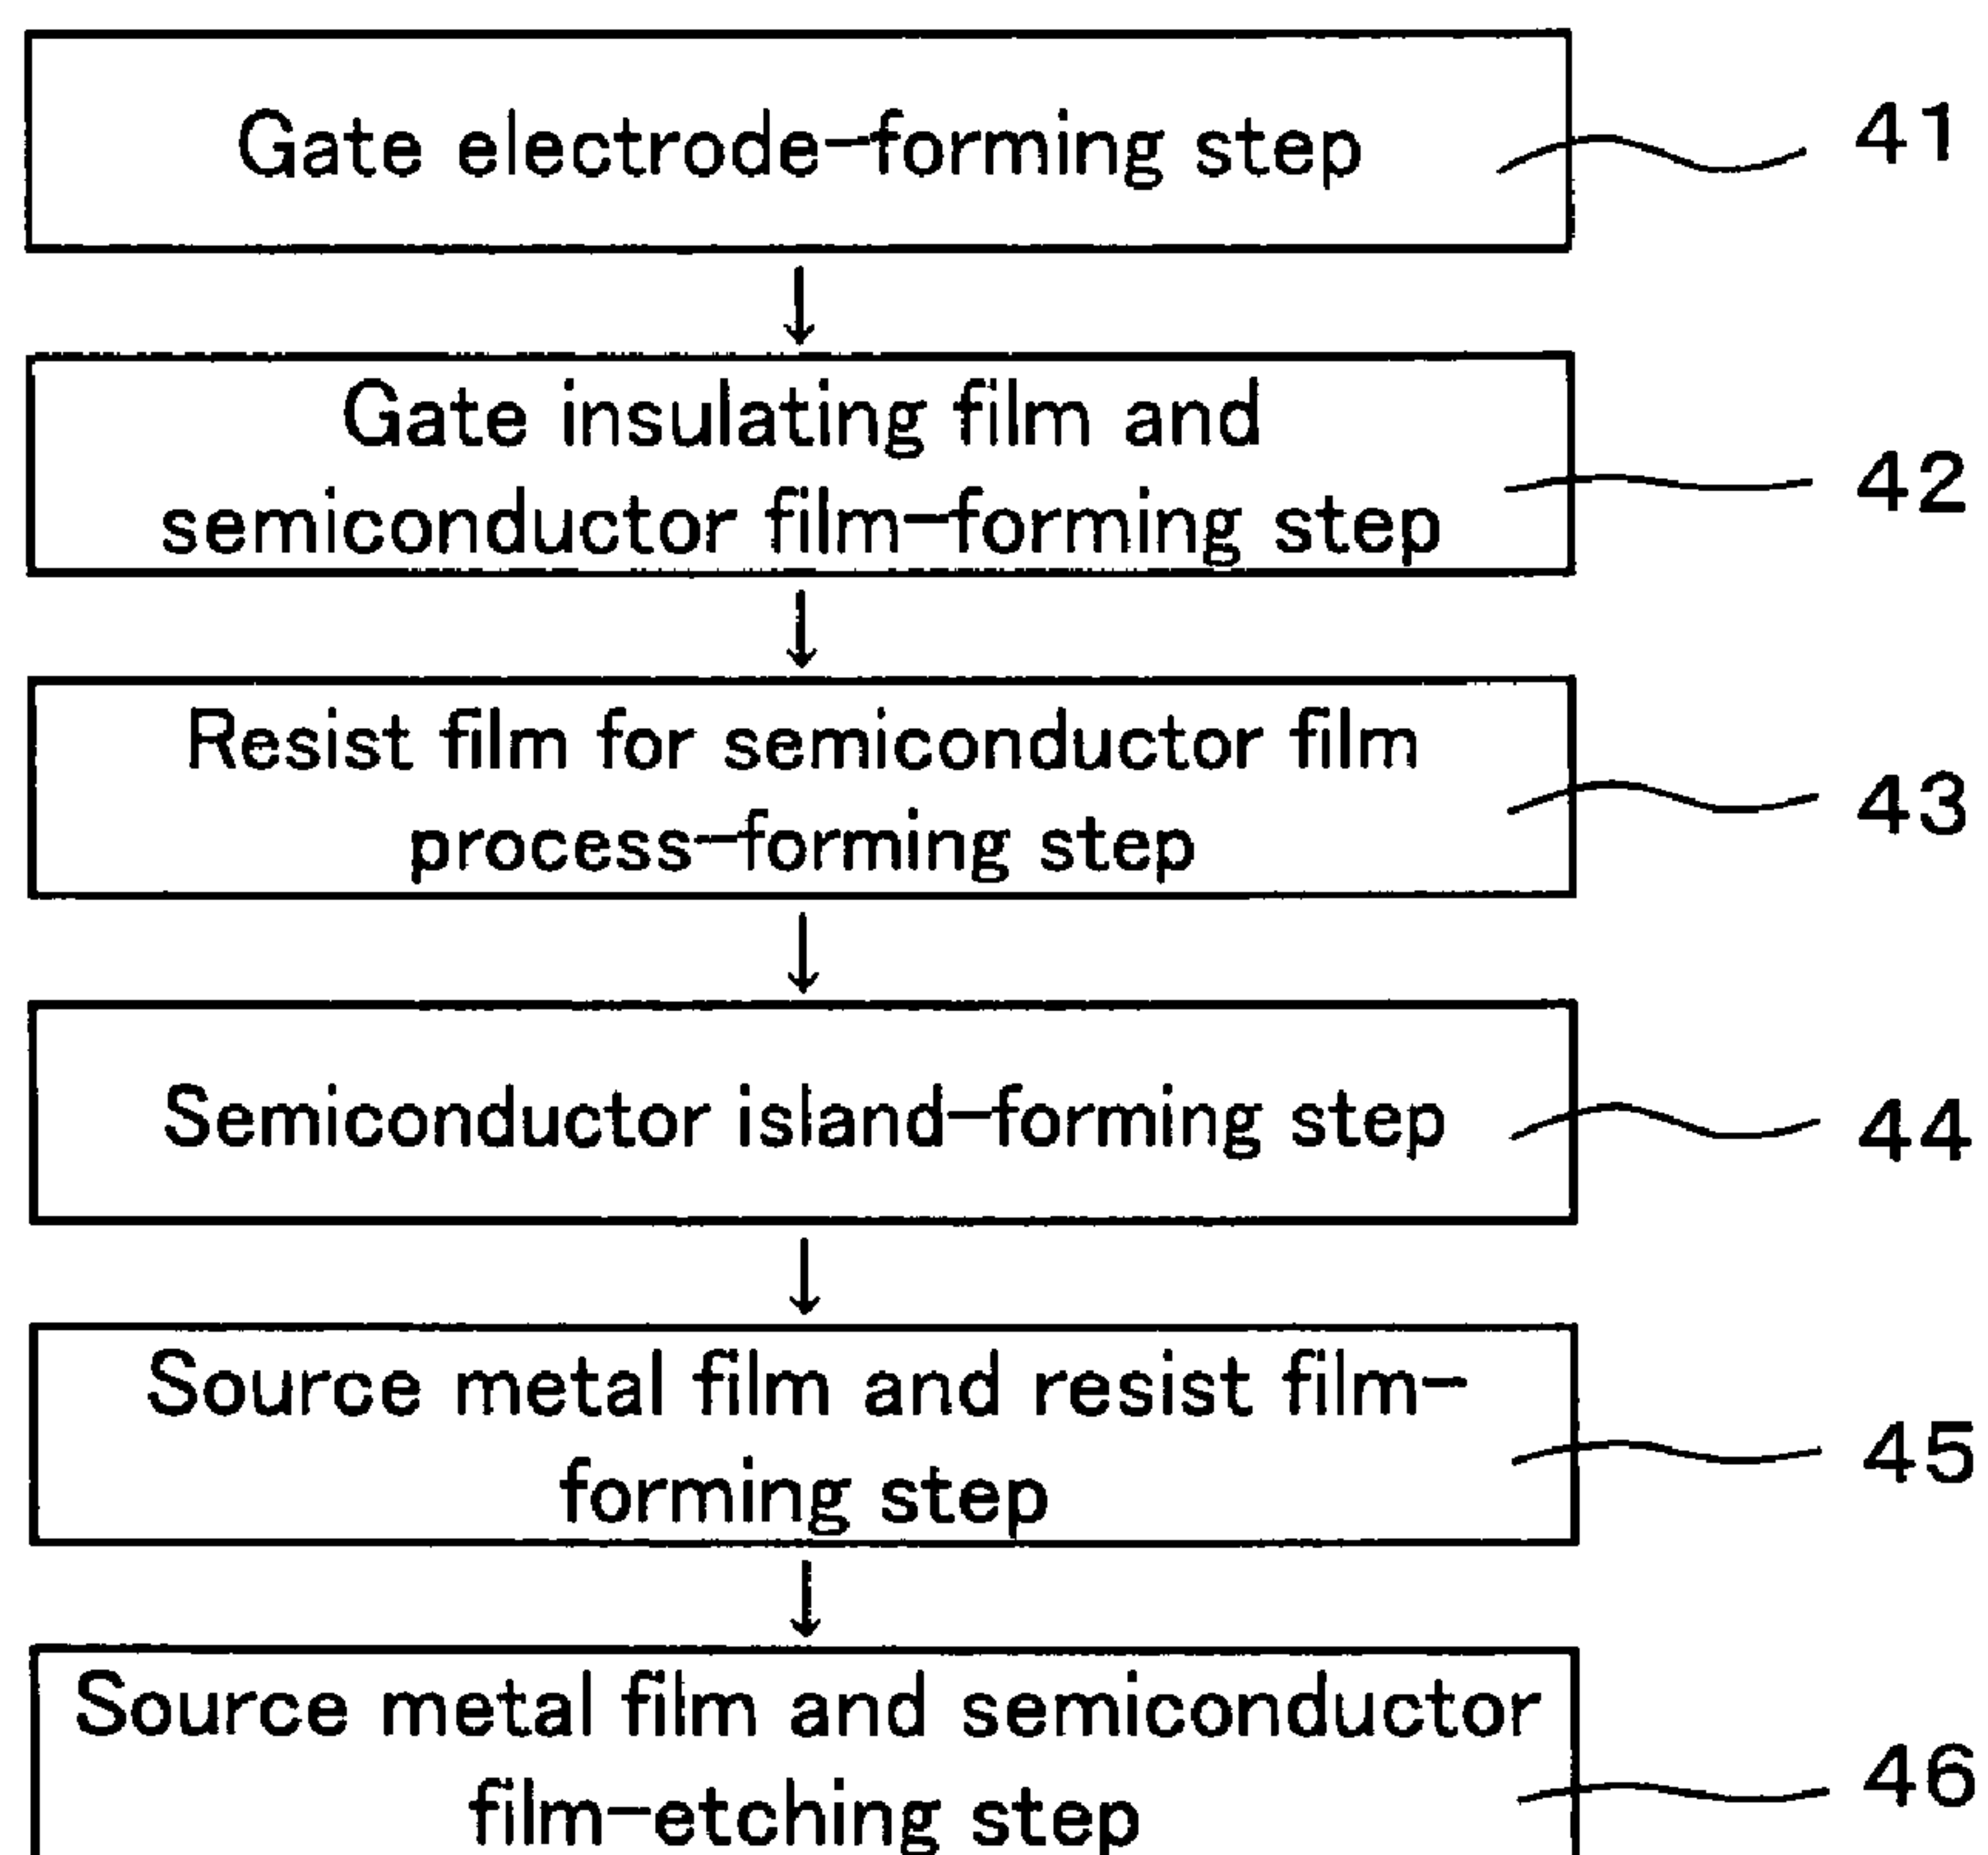 Gate electrode-forming step
41
Gate insulating film and
semiconductor film-forming step
42
Resist film for semiconductor film
process-forming step
43
Semiconductor island-forming step
44
Source metal film and resist film-
forming step
45
Source metal film and semiconductor
film-etching step
46